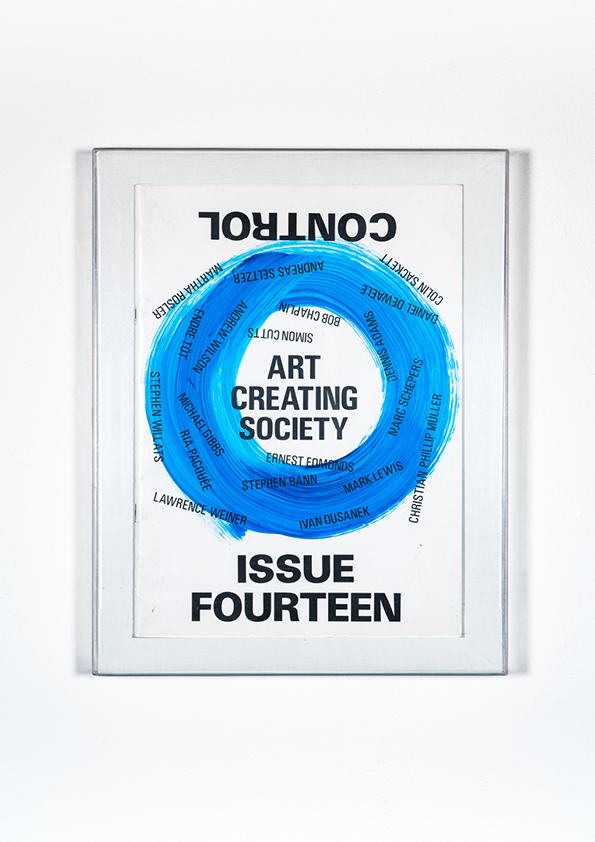 CONTROL
MARTHA ROSLER
ANDREAS SELTZER
COLIN SACKETT
DANIEL DEWAELE
ENDRE TÓT
ANDREW WILSON
BOB CHAPLIN
SIMON CUTTS
DENNIS ADAMS
ART
CREATING
SOCIETY
STEPHEN WILLATS
MICHAEL GIBBS
RIA PACQUÉE
MARC SCHEPERS
CHRISTIAN PHILLIP MÜLLER
ERNEST EDMONDS
STEPHEN BANN
MARK LEWIS
LAWRENCE WEINER
IVAN DUSANEK
ISSUE
FOURTEEN